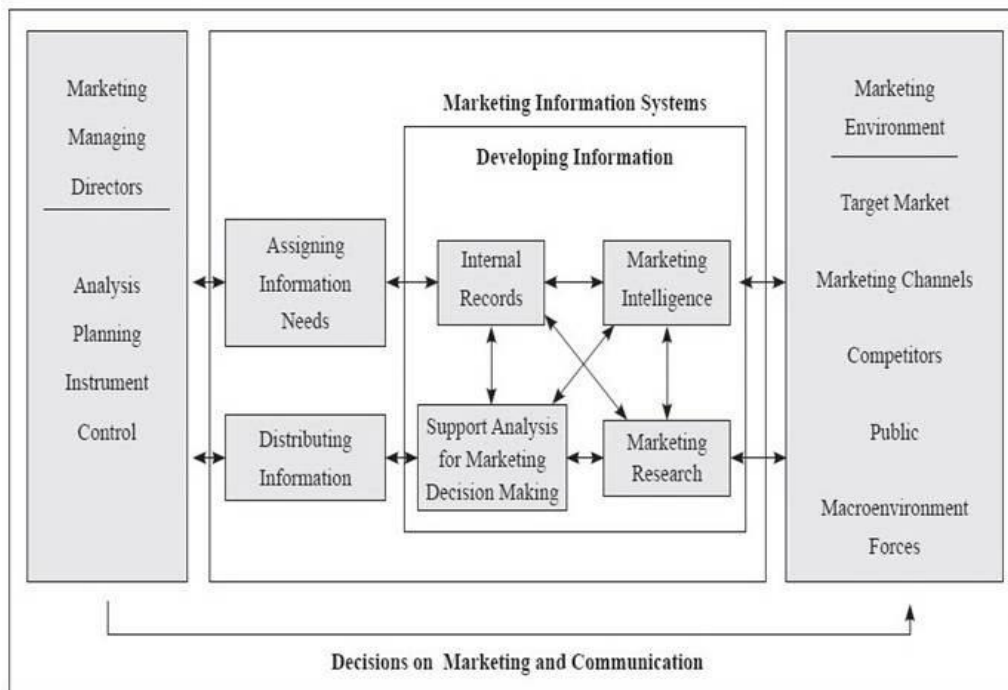 Marketing
Managing
Directors
Analysis
Planning
Instrument
Control
Marketing Information Systems
Developing Information
Assigning
Information
Needs
Internal
Records
Marketing
Intelligence
Distributing
Information
Support Analysis
for Marketing
Decision Making
Marketing
Research
Marketing
Environment
Target Market
Marketing Channels
Competitors
Public
Macroenvironment
Forces
Decisions on Marketing and Communication